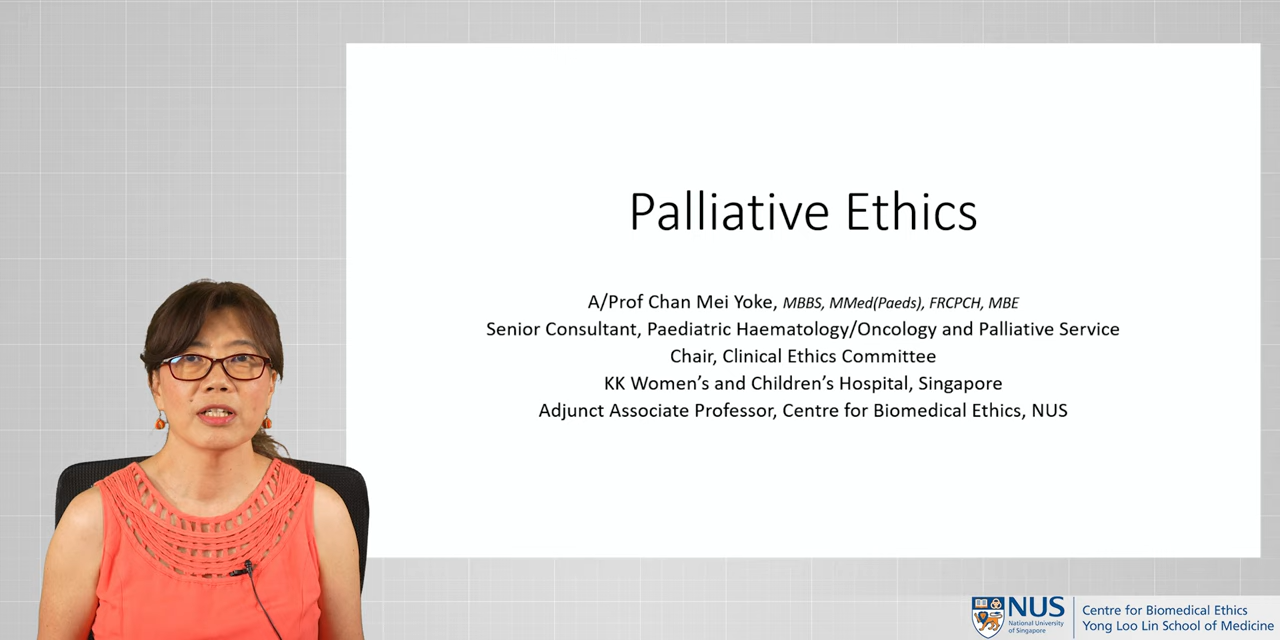 Palliative Ethics
A/Prof Chan Mei Yoke, MBBS, MMed(Paeds), FRCPCH, MBE
Senior Consultant, Paediatric Haematology/Oncology and Palliative Service
Chair, Clinical Ethics Committee
KK Women's and Children's Hospital, Singapore
Adjunct Associate Professor, Centre for Biomedical Ethics, NUS
NUS
National University
of Singapore
Centre for Biomedical Ethics
Yong Loo Lin School of Medicine